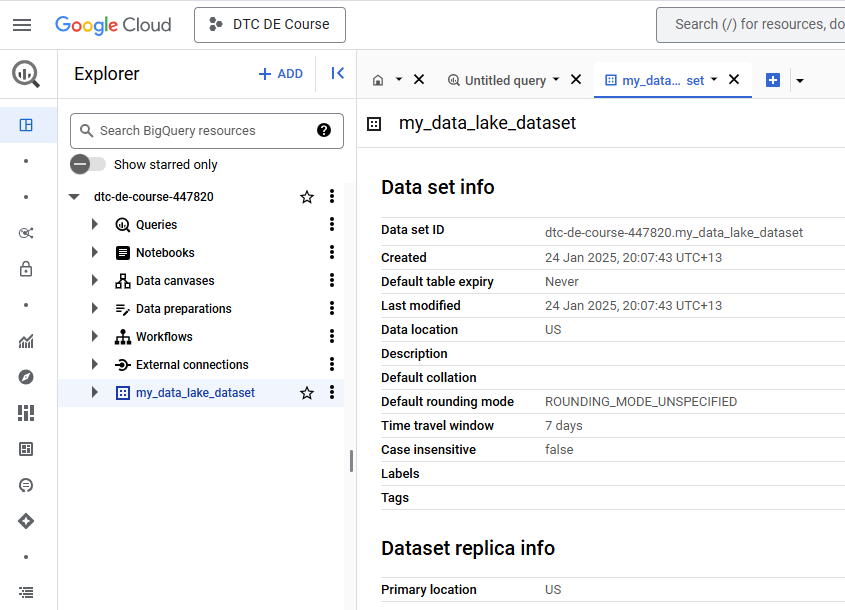 Google Cloud
DTC DE Course
Search (/) for resources, do
Explorer
ADD
Untitled query
my_data... set
Search BigQuery resources
Show starred only
dtc-de-course-447820
Queries
Notebooks
Data canvases
Data preparations
Workflows
External connections
my_data_lake_dataset
my_data_lake_dataset
Data set info
Data set ID dtc-de-course-447820.my_data_lake_dataset
Created 24 Jan 2025, 20:07:43 UTC+13
Default table expiry Never
Last modified 24 Jan 2025, 20:07:43 UTC+13
Data location US
Description
Default collation
Default rounding mode ROUNDING_MODE_UNSPECIFIED
Time travel window 7 days
Case insensitive false
Labels
Tags
Dataset replica info
Primary location US